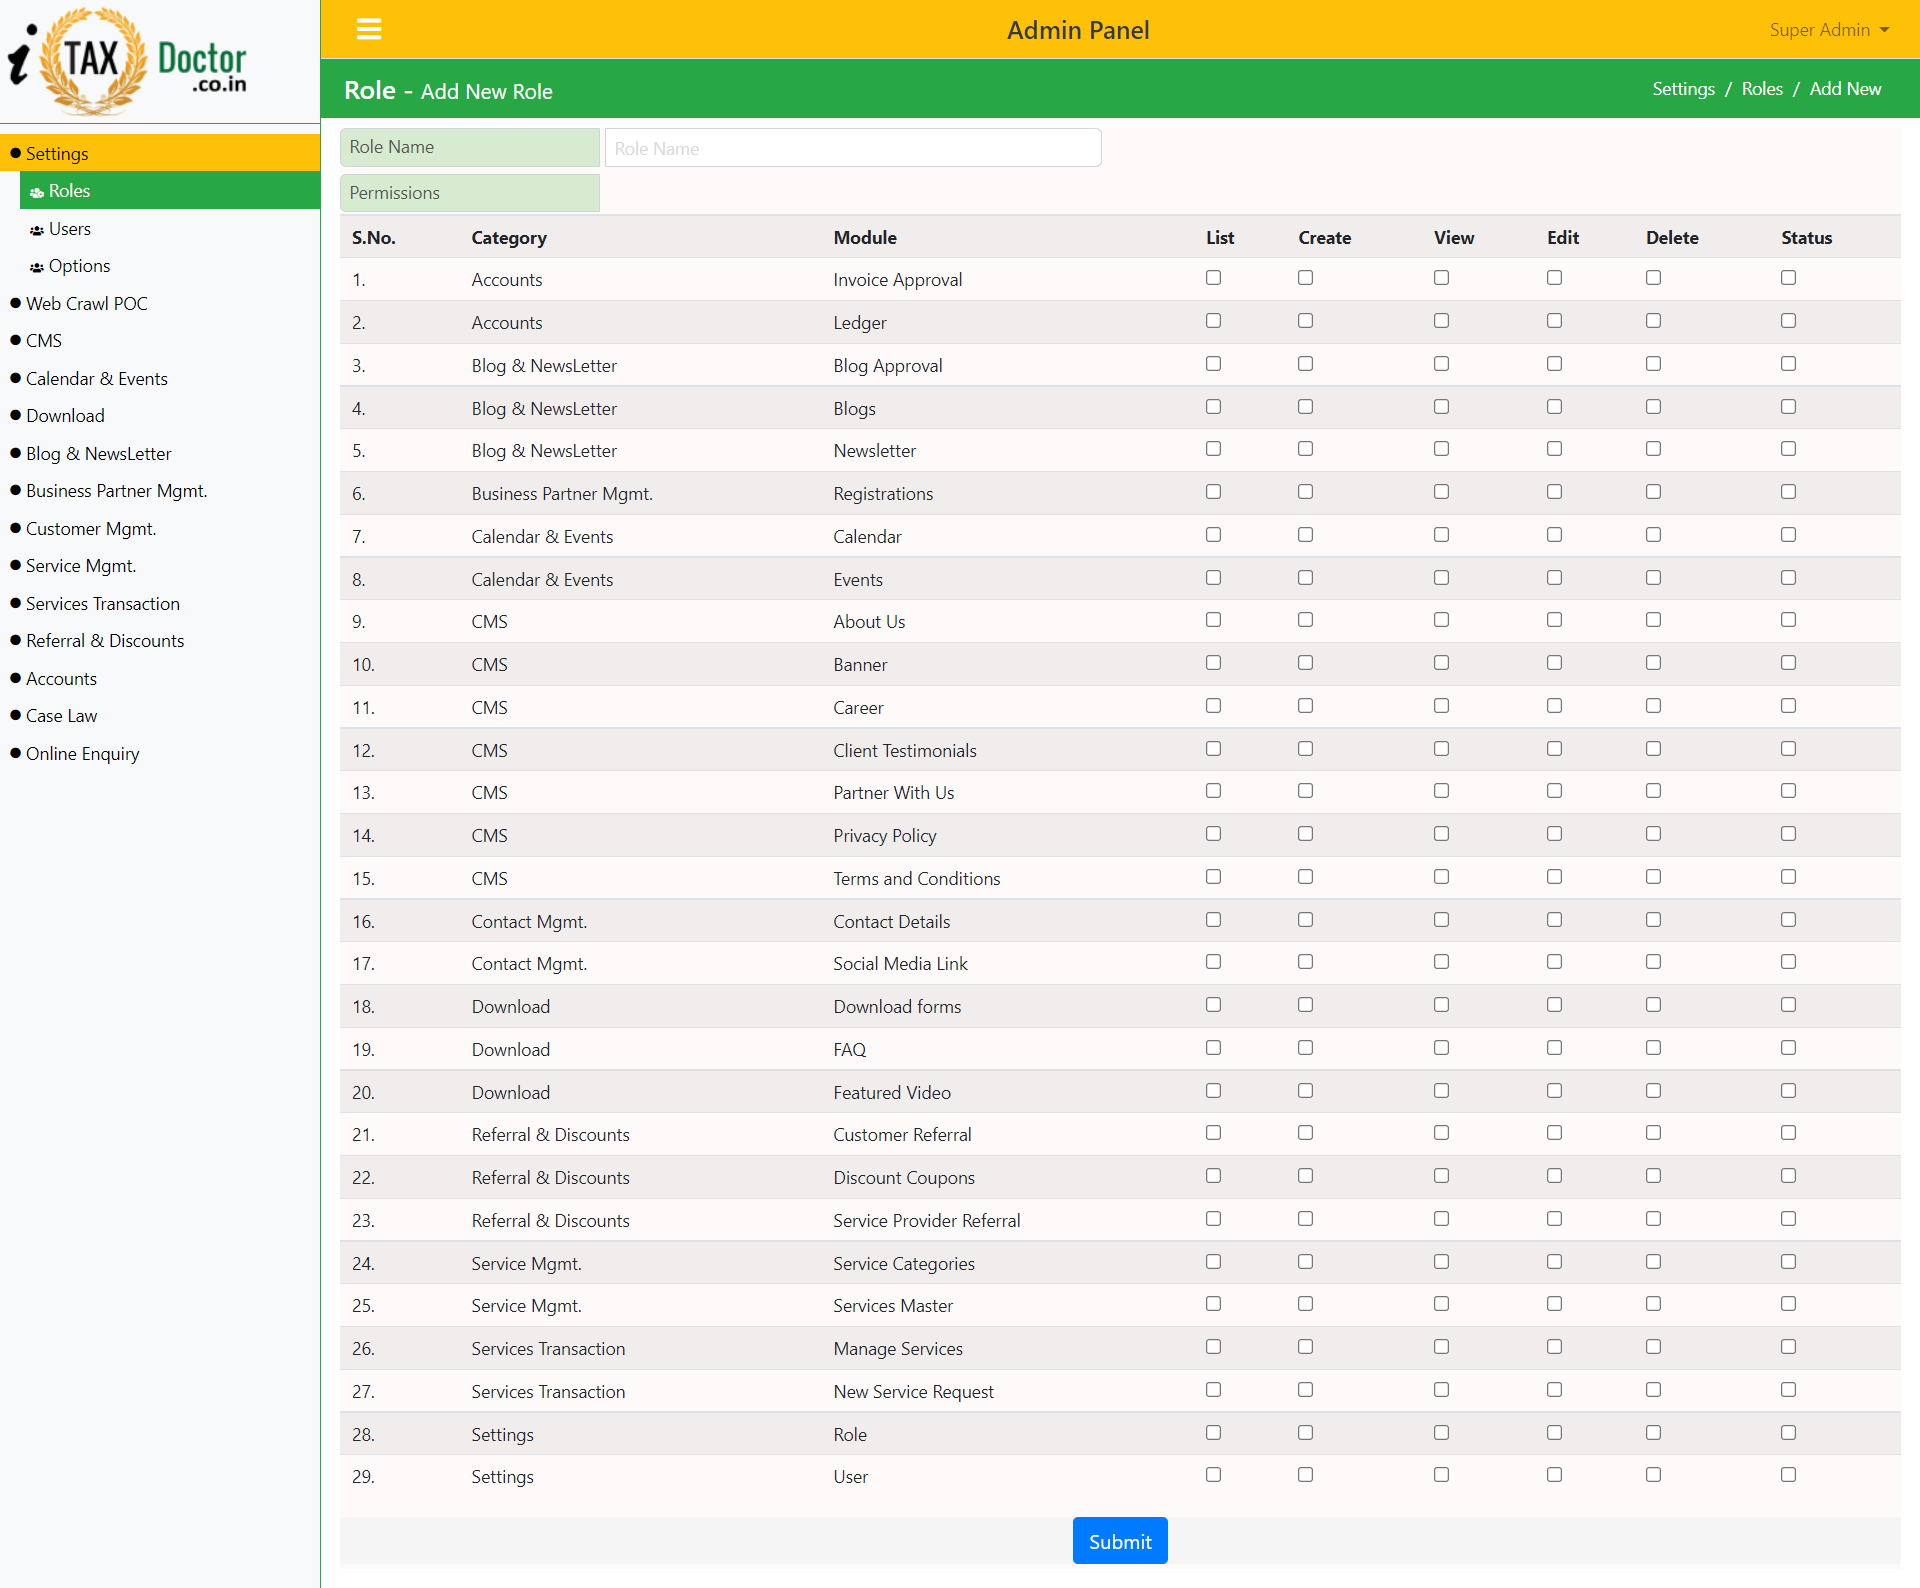 i TAX Doctor
.co.in
Admin Panel
Super Admin
Role - Add New Role
Settings / Roles / Add New
Settings
Roles
Users
Options
Web Crawl POC
CMS
Calendar & Events
Download
Blog & NewsLetter
Business Partner Mgmt.
Customer Mgmt.
Service Mgmt.
Services Transaction
Referral & Discounts
Accounts
Case Law
Online Enquiry
Role Name
Role Name
Permissions
S.No. Category Module List Create View Edit Delete Status
1. Accounts Invoice Approval
2. Accounts Ledger
3. Blog & NewsLetter Blog Approval
4. Blog & NewsLetter Blogs
5. Blog & NewsLetter Newsletter
6. Business Partner Mgmt. Registrations
7. Calendar & Events Calendar
8. Calendar & Events Events
9. CMS About Us
10. CMS Banner
11. CMS Career
12. CMS Client Testimonials
13. CMS Partner With Us
14. CMS Privacy Policy
15. CMS Terms and Conditions
16. Contact Mgmt. Contact Details
17. Contact Mgmt. Social Media Link
18. Download Download forms
19. Download FAQ
20. Download Featured Video
21. Referral & Discounts Customer Referral
22. Referral & Discounts Discount Coupons
23. Referral & Discounts Service Provider Referral
24. Service Mgmt. Service Categories
25. Service Mgmt. Services Master
26. Services Transaction Manage Services
27. Services Transaction New Service Request
28. Settings Role
29. Settings User
Submit